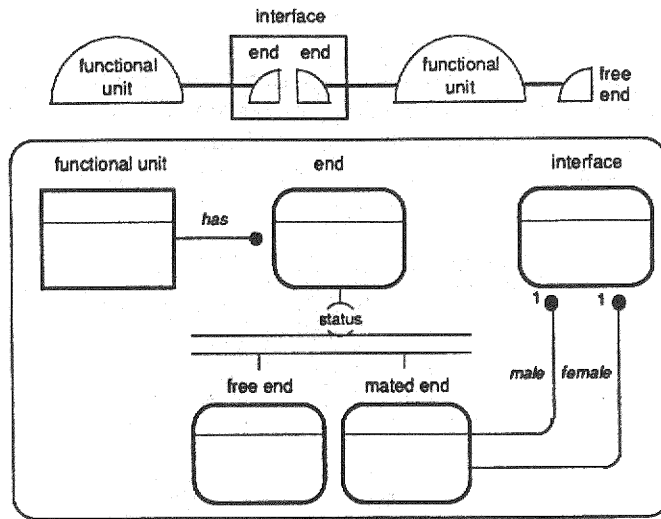 interface
end end
functional
unit
functional
unit
free
end
functional unit
end
interface
has
1 1
status
male female
free end
mated end